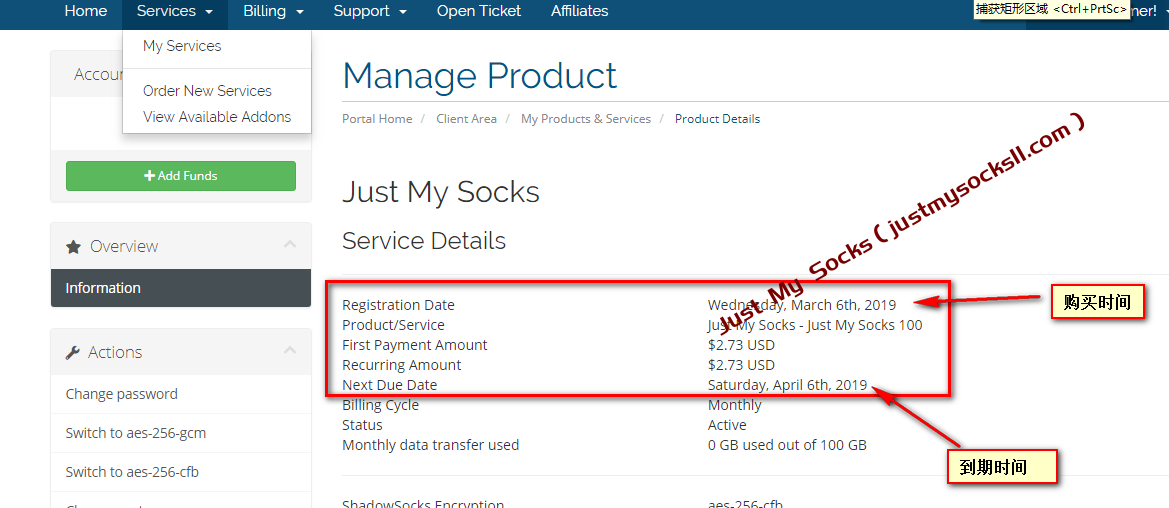 Home Services Billing Support Open Ticket Affiliates
捕获矩形区域 <Ctrl+PrtSc>
My Services
Order New Services
View Available Addons
Add Funds
Overview
Information
Actions
Change password
Switch to aes-256-gcm
Switch to aes-256-cfb
Manage Product
Portal Home / Client Area / My Products & Services / Product Details
Just My Socks
Service Details
Just My Socks ( justmysocksll.com )
Registration Date Wednesday, March 6th, 2019
购买时间
Product/Service Just My Socks - Just My Socks 100
First Payment Amount $2.73 USD
Recurring Amount $2.73 USD
Next Due Date Saturday, April 6th, 2019
Billing Cycle Monthly
Status Active
Monthly data transfer used 0 GB used out of 100 GB
到期时间
ShadowSocks Encryption aes-256-cfb